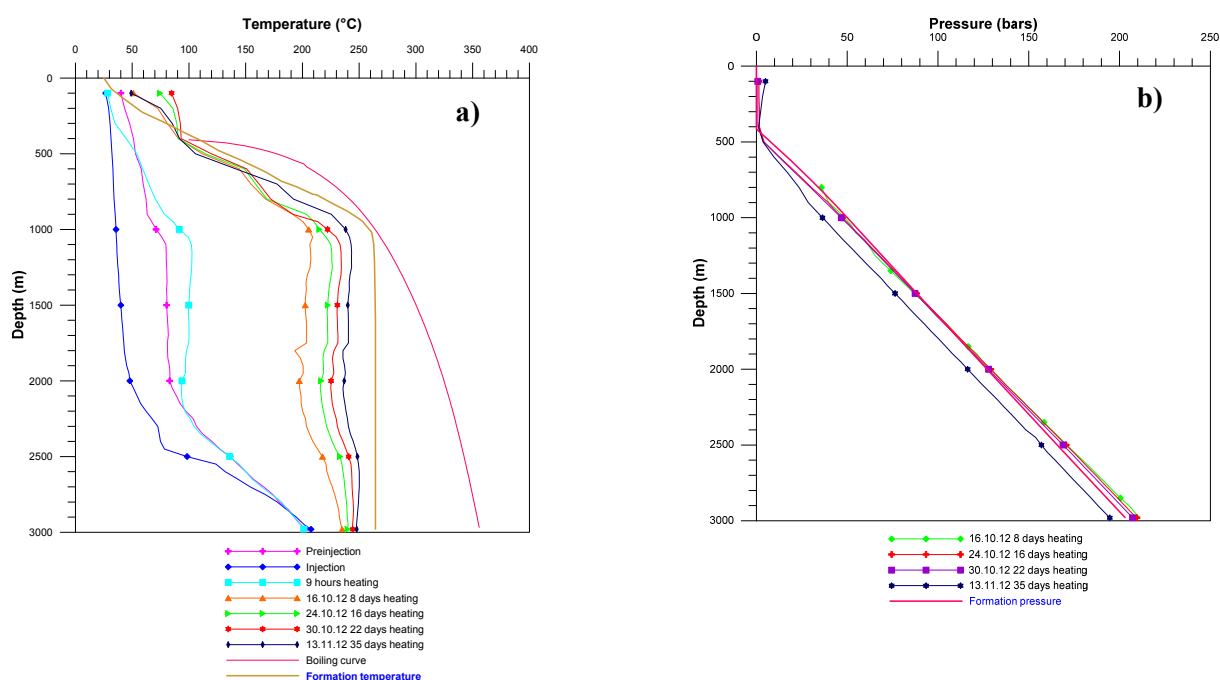 Temperature (°C)
0 50 100 150 200 250 300 350 400
0
500
1000
1500
2000
2500
3000
Depth (m)
a)
Preinjection
Injection
9 hours heating
16.10.12 8 days heating
24.10.12 16 days heating
30.10.12 22 days heating
13.11.12 35 days heating
Boiling curve
Formation temperature
Pressure (bars)
0 50 100 150 200 250
0
500
1000
1500
2000
2500
3000
Depth (m)
b)
16.10.12 8 days heating
24.10.12 16 days heating
30.10.12 22 days heating
13.11.12 35 days heating
Formation pressure